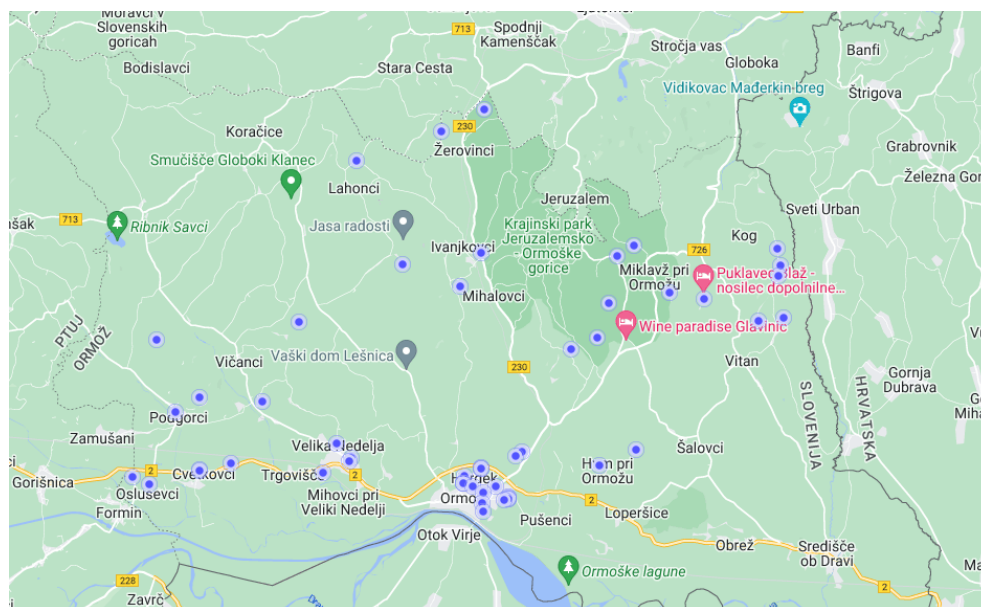 Moravci v
Slovenskih
goricah
713
Spodnji
Kamenščak
Stročja vas
Banfi
Globoka
Bodislavci
Stara Cesta
Vidikovac Mađerkin-breg
Štrigova
Koračice
230
Žerovinci
Grabrovnik
Smučišče Globoki Klanec
Železna Gor
Lahonci
Jeruzalem
Sveti Urban
713
Ribnik Savci
Jasa radosti
Krajinski park
Jeruzalemsko
- Ormoške
gorice
Kog
Ivanjkovci
726
Miklavž pri
Ormožu
Puklavec Blaž -
nosilec dopolnilne...
Mihalovci
Wine paradise Glavinic
PTUJ
ORMOŽ
Vičanci
Vaški dom Lešnica
230
Vitan
Gornja
Dubrava
SLOVENIJA
HRVATSKA
Podgorci
Zamušani
Velika Nedelja
Šalovci
Gorišnica
2
Cvetkovci
Trgovišče
2
Hum pri
Ormožu
Osluševci
Mihovci pri
Veliki Nedelji
Formin
2
Pušenci
Loperšice
Otok Virje
Obrež
Središče
ob Dravi
Ormoške lagune
2
228
Zavrč